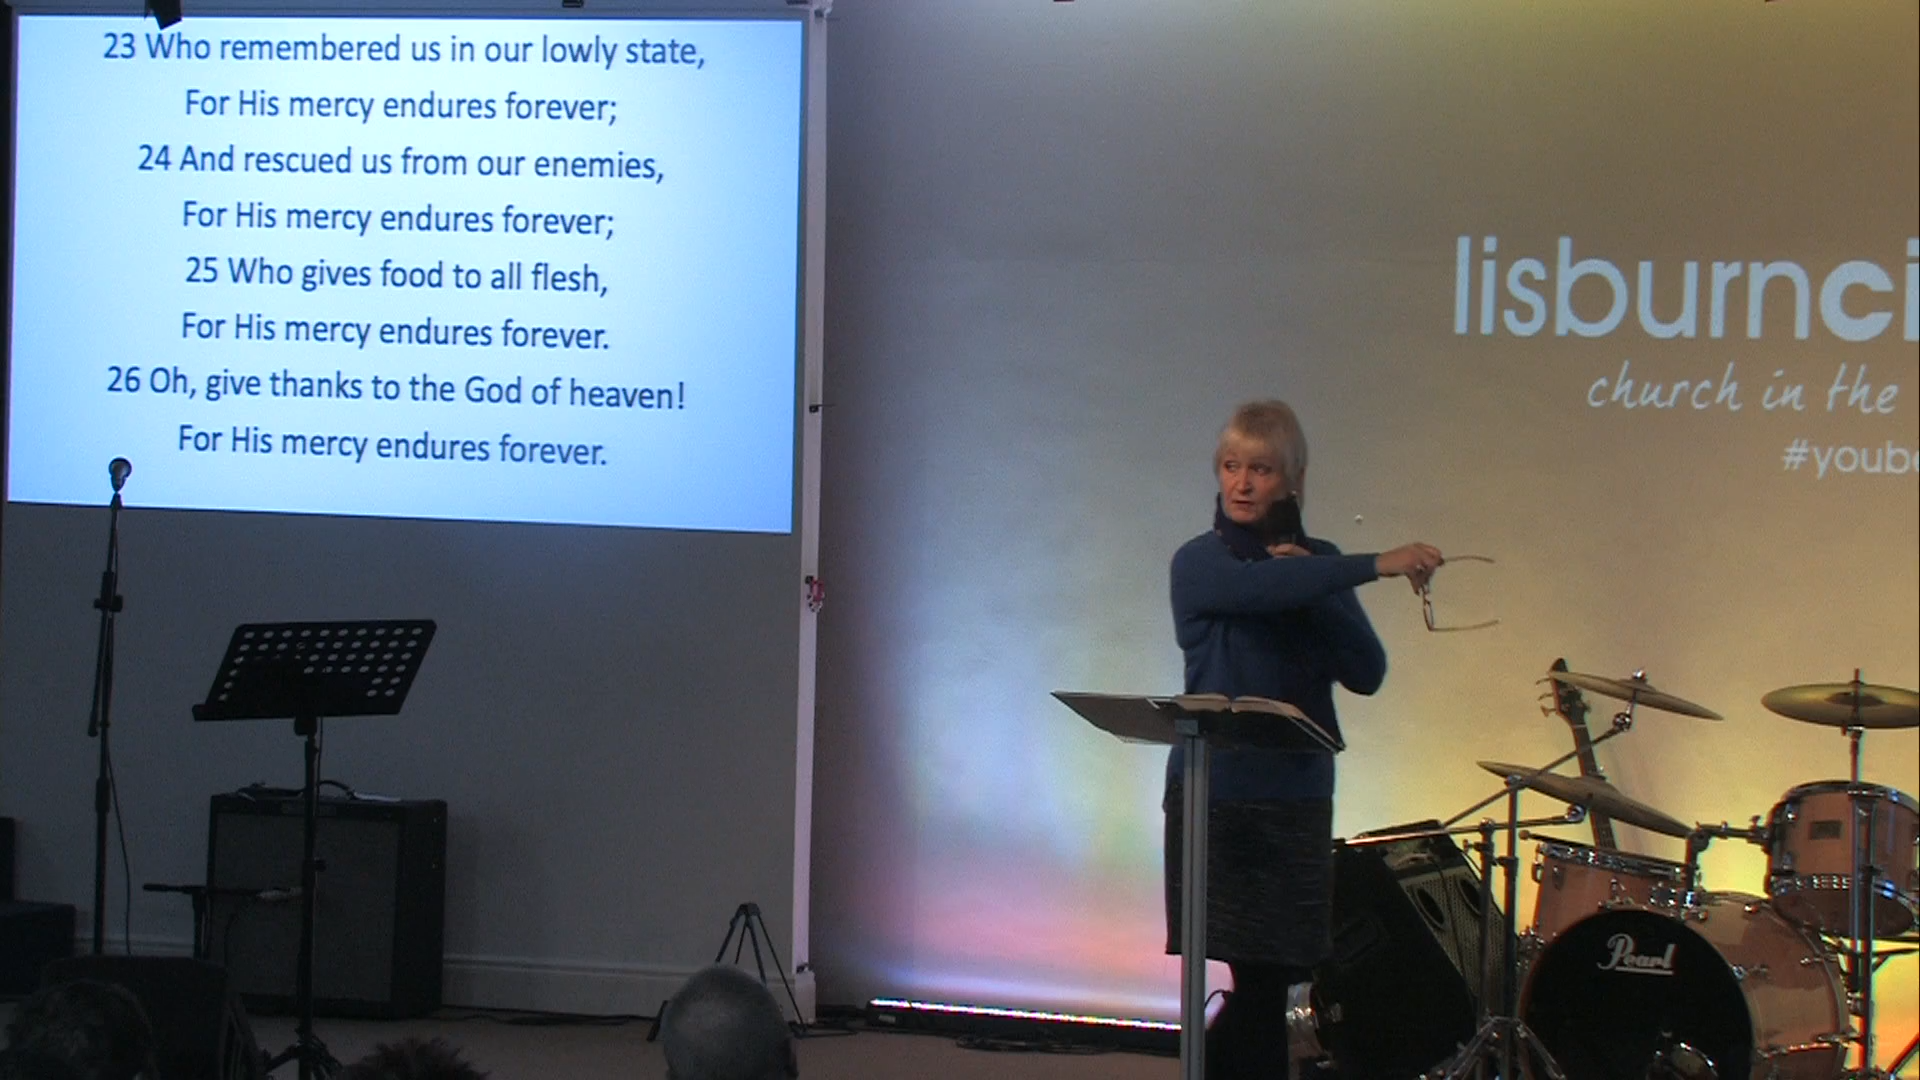 23 Who remembered us in our lowly state,
For His mercy endures forever;
24 And rescued us from our enemies,
For His mercy endures forever;
25 Who gives food to all flesh,
For His mercy endures forever.
26 Oh, give thanks to the God of heaven!
For His mercy endures forever.
lisburnci
church in the
#youb
Pearl